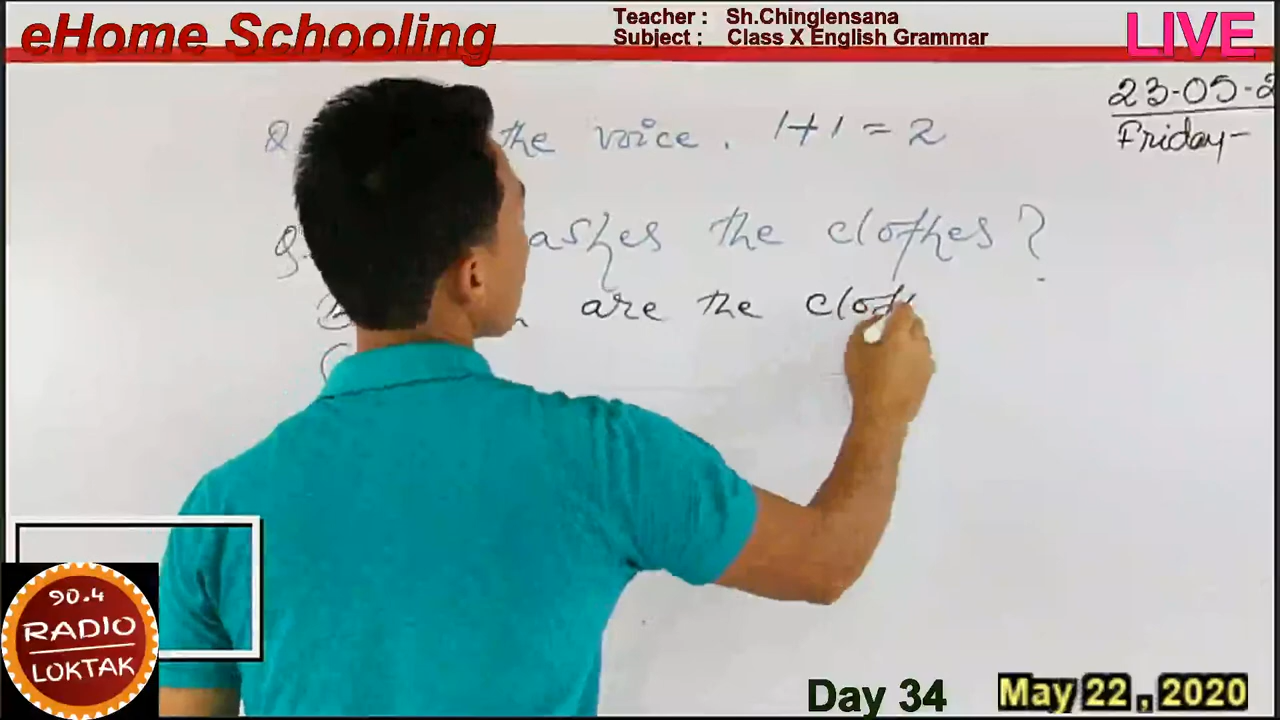 eHome Schooling
Teacher : Sh.Chinglensana
Subject : Class X English Grammar
LIVE
23-05-2
Friday-
Q the voice. 1+1=2
Q. ashes the clothes?
B are the cloth
90.4
RADIO
LOKTAK
Day 34
May 22, 2020